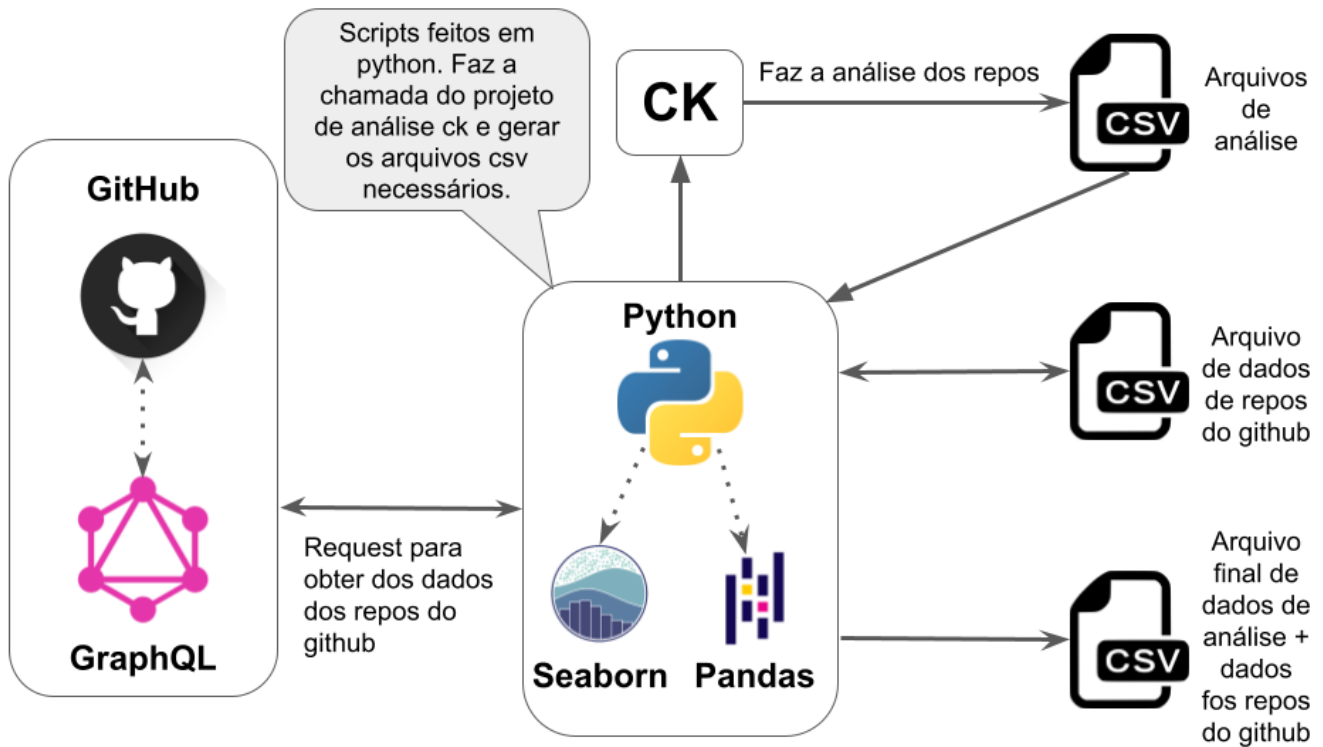 Scripts feitos em
python. Faz a
chamada do projeto
de análise ck e gerar
os arquivos csv
necessários.
CK
Faz a análise dos repos
CSV
Arquivos
de
análise
GitHub
GraphQL
Request para
obter dos dados
dos repos do
github
Python
Seaborn
Pandas
CSV
Arquivo
de dados
de repos
do github
CSV
Arquivo
final de
dados de
análise +
dados
fos repos
do github